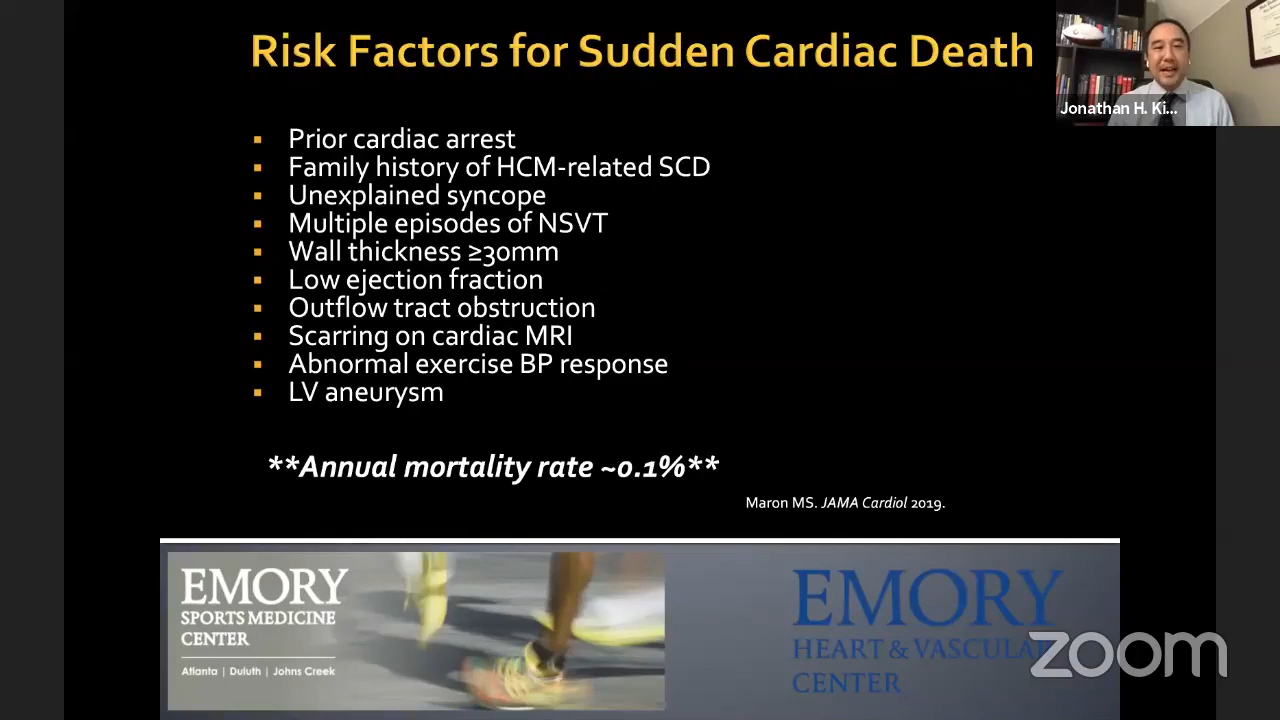 Risk Factors for Sudden Cardiac Death
Jonathan H. Ki...
▪ Prior cardiac arrest
▪ Family history of HCM-related SCD
▪ Unexplained syncope
▪ Multiple episodes of NSVT
▪ Wall thickness ≥30mm
▪ Low ejection fraction
▪ Outflow tract obstruction
▪ Scarring on cardiac MRI
▪ Abnormal exercise BP response
▪ LV aneurysm
**Annual mortality rate ~0.1%**
Maron MS. JAMA Cardiol 2019.
EMORY
SPORTS MEDICINE
CENTER
Atlanta | Duluth | Johns Creek
EMORY
HEART & VASCULAR
CENTER
zoom